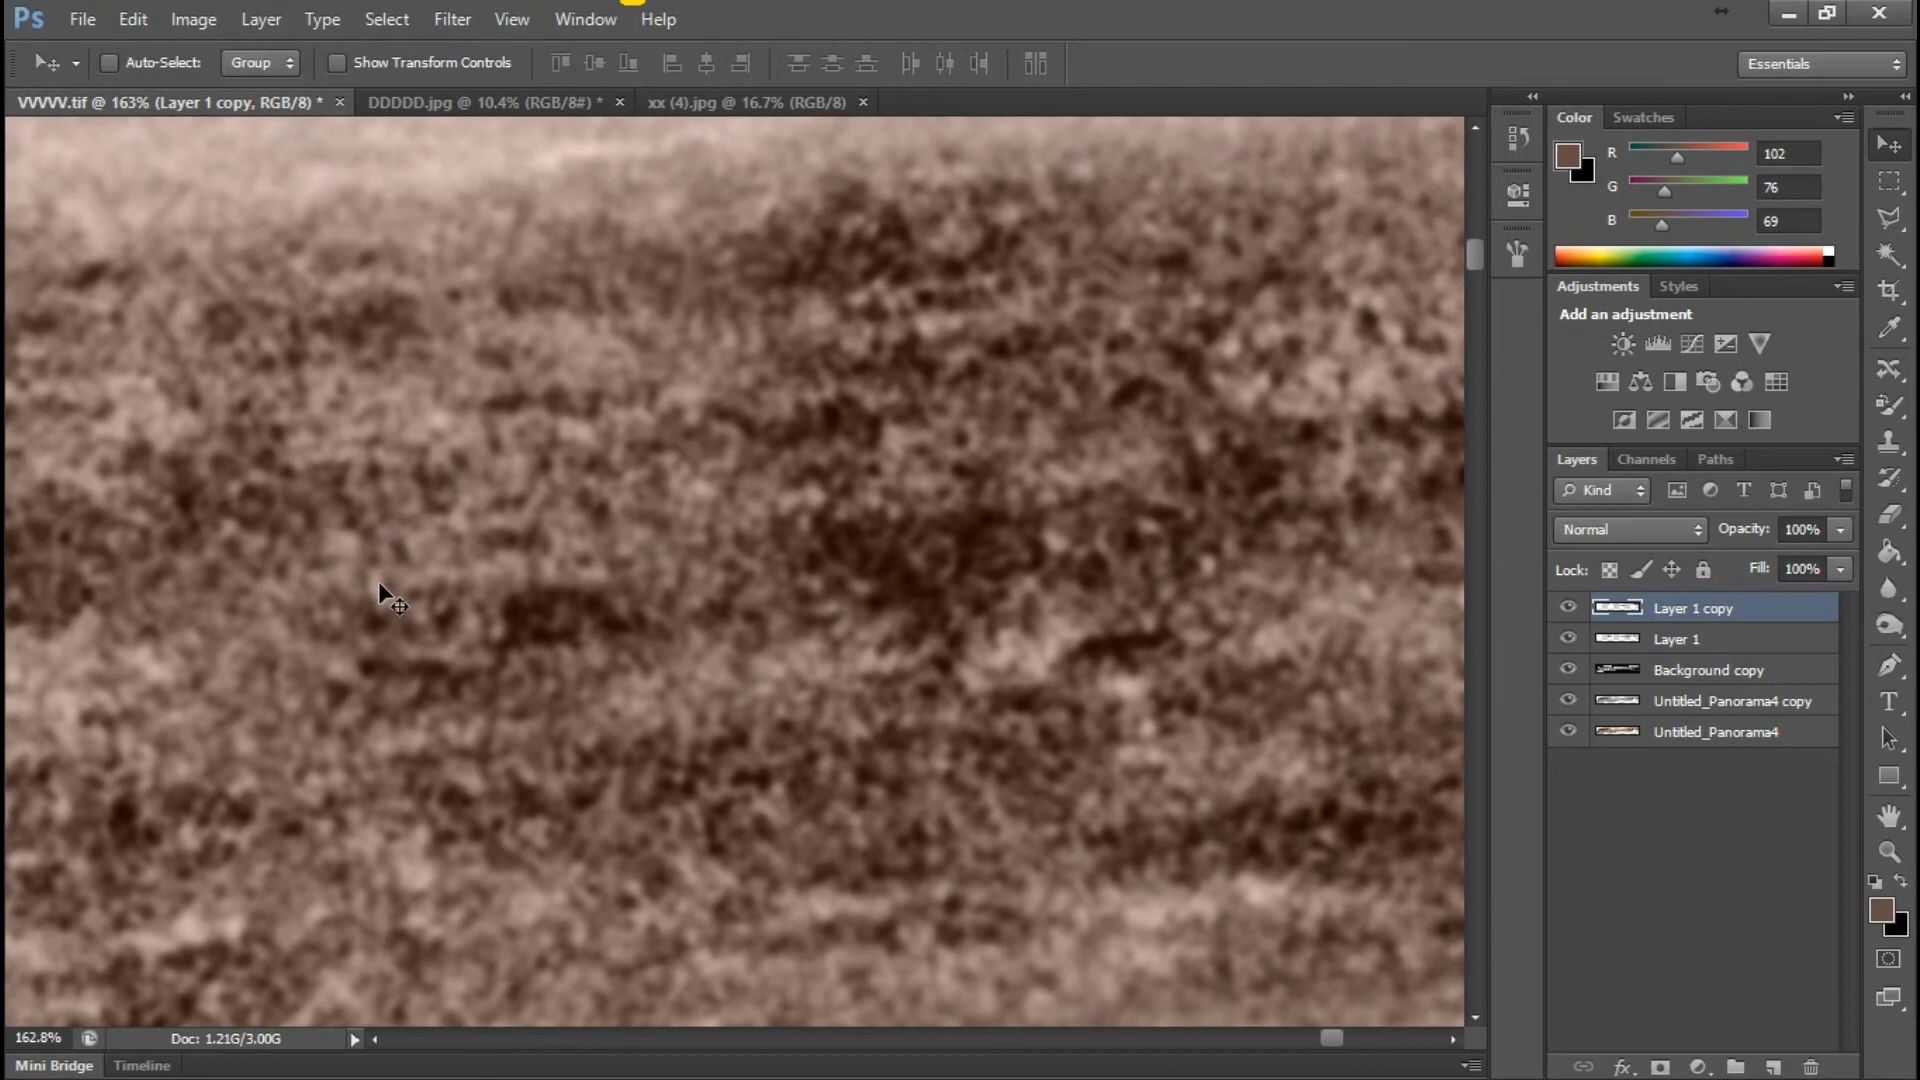 Ps File Edit Image Layer Type Select Filter View Window Help
Auto-Select: Group Show Transform Controls Essentials
VVVVV.tif @ 163% (Layer 1 copy, RGB/8) * DDDDD.jpg @ 10.4% (RGB/8#) * xx (4).jpg @ 16.7% (RGB/8)
Color Swatches
R 102
G 76
B 69
Adjustments Styles
Add an adjustment
Layers Channels Paths
Kind
Normal Opacity: 100%
Lock: Fill: 100%
Layer 1 copy
Layer 1
Background copy
Untitled_Panorama4 copy
Untitled_Panorama4
162.8% Doc: 1.21G/3.00G
Mini Bridge Timeline